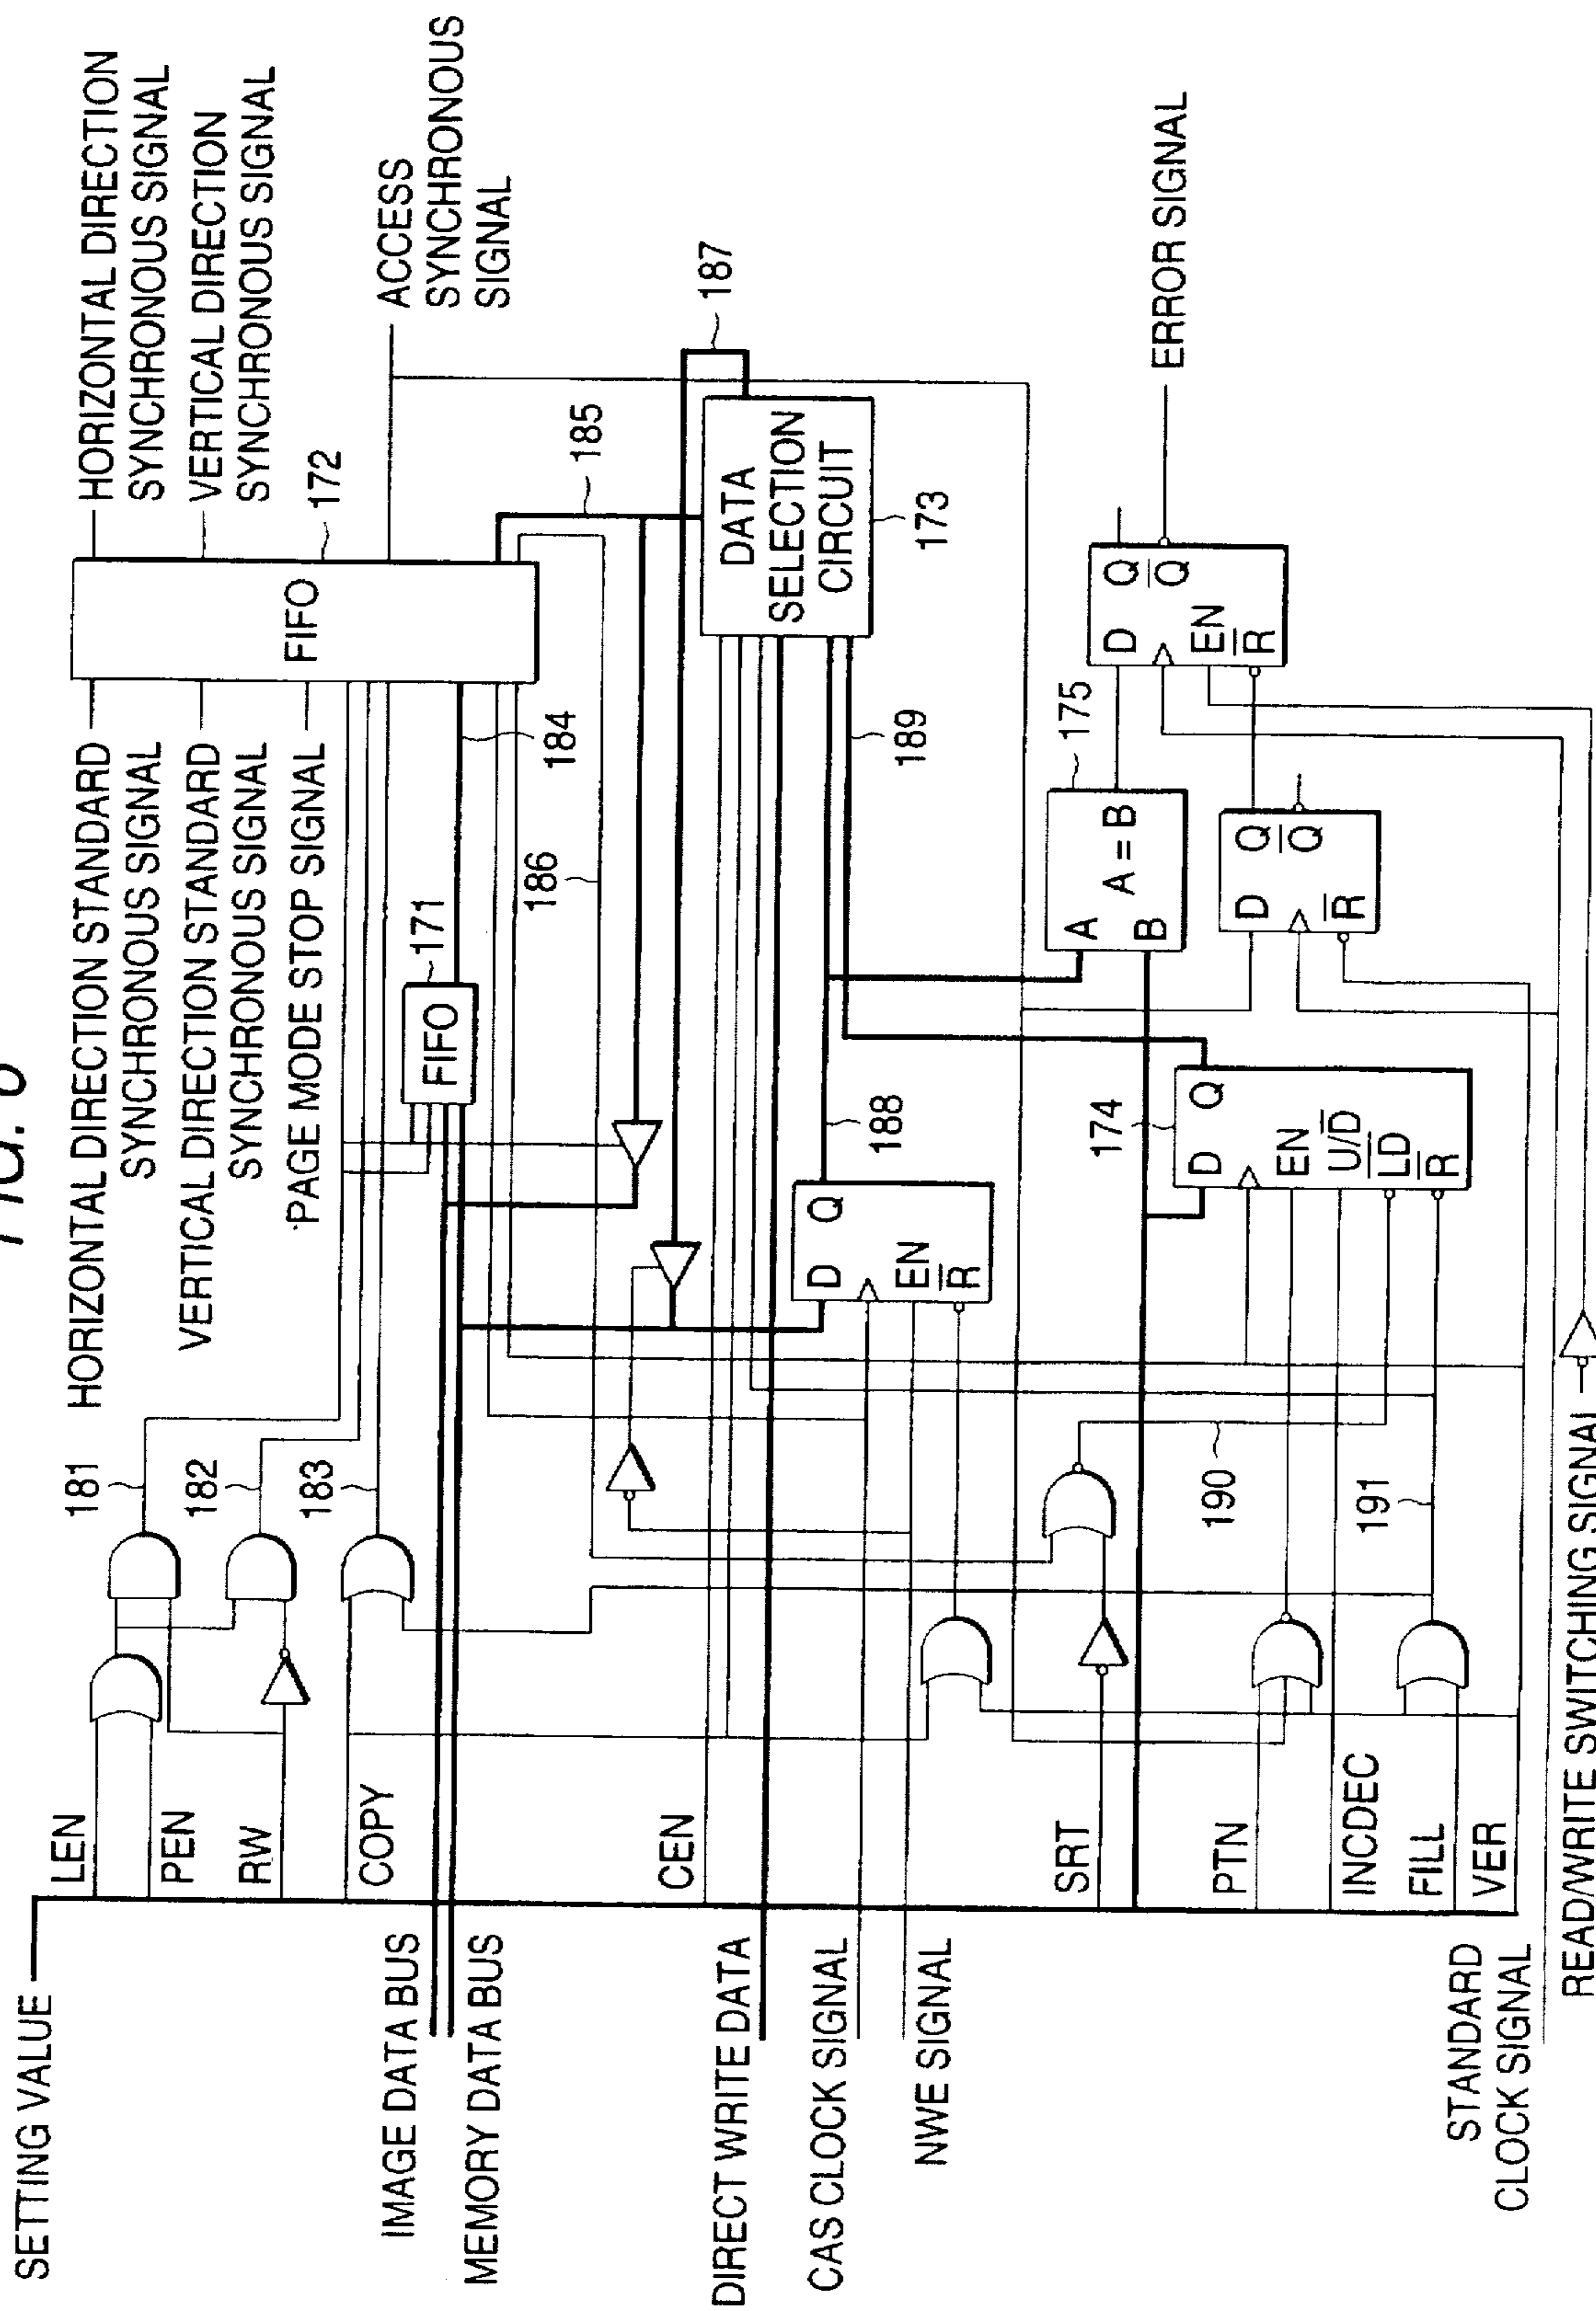 FIG. 8
SETTING VALUE
LEN
PEN
RW
COPY
IMAGE DATA BUS
MEMORY DATA BUS
CEN
DIRECT WRITE DATA
CAS CLOCK SIGNAL
NWE SIGNAL
SRT
PTN
INCDEC
FILL
VER
STANDARD
CLOCK SIGNAL
READ/WRITE SWITCHING SIGNAL
181
182
183
HORIZONTAL DIRECTION STANDARD
SYNCHRONOUS SIGNAL
VERTICAL DIRECTION STANDARD
SYNCHRONOUS SIGNAL
PAGE MODE STOP SIGNAL
FIFO
171
184
186
FIFO
172
HORIZONTAL DIRECTION
SYNCHRONOUS SIGNAL
VERTICAL DIRECTION
SYNCHRONOUS SIGNAL
ACCESS
SYNCHRONOUS
SIGNAL
185
187
DATA
SELECTION
CIRCUIT
173
D Q
EN
R̅
188
189
190
191
174
D Q
EN
U/D̅
L̅D̅
R̅
175
A
B
A = B
D Q
Q̅
R̅
D Q
Q̅
EN
R̅
ERROR SIGNAL